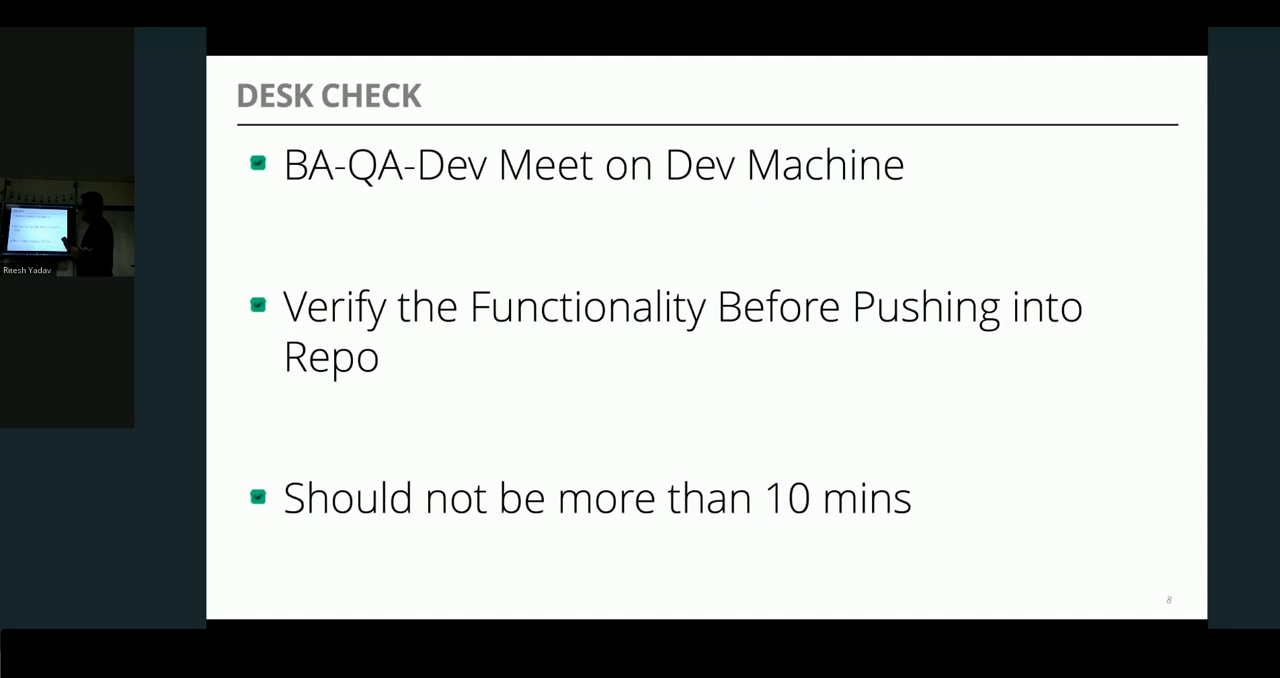 DESK CHECK
BA-QA-Dev Meet on Dev Machine
Verify the Functionality Before Pushing into
Repo
Should not be more than 10 mins
8
Ritesh Yadav